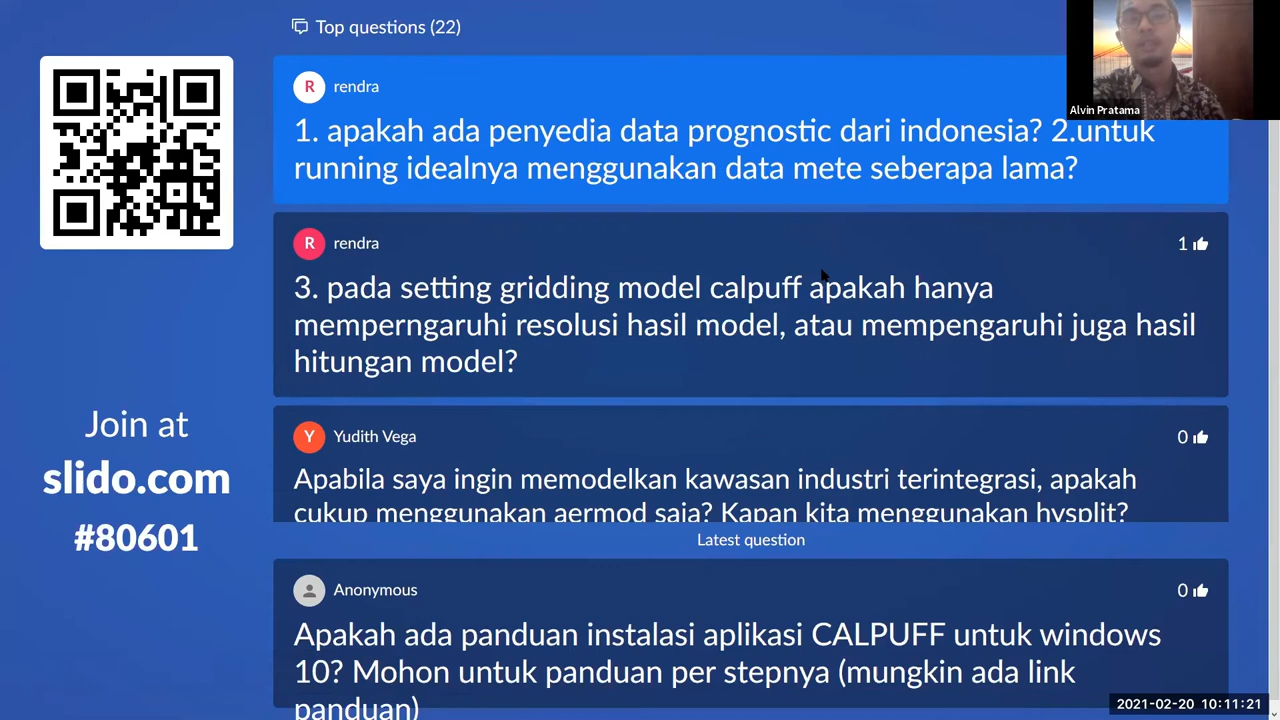 Top questions (22)
Alvin Pratama
R rendra
1. apakah ada penyedia data prognostic dari indonesia? 2.untuk
running idealnya menggunakan data mete seberapa lama?
R rendra 1
3. pada setting gridding model calpuff apakah hanya
memperngaruhi resolusi hasil model, atau mempengaruhi juga hasil
hitungan model?
Y Yudith Vega 0
Apabila saya ingin memodelkan kawasan industri terintegrasi, apakah
cukup menggunakan aermod saja? Kapan kita menggunakan hysplit?
Latest question
Anonymous 0
Apakah ada panduan instalasi aplikasi CALPUFF untuk windows
10? Mohon untuk panduan per stepnya (mungkin ada link
panduan)
Join at
slido.com
#80601
2021-02-20 10:11:21